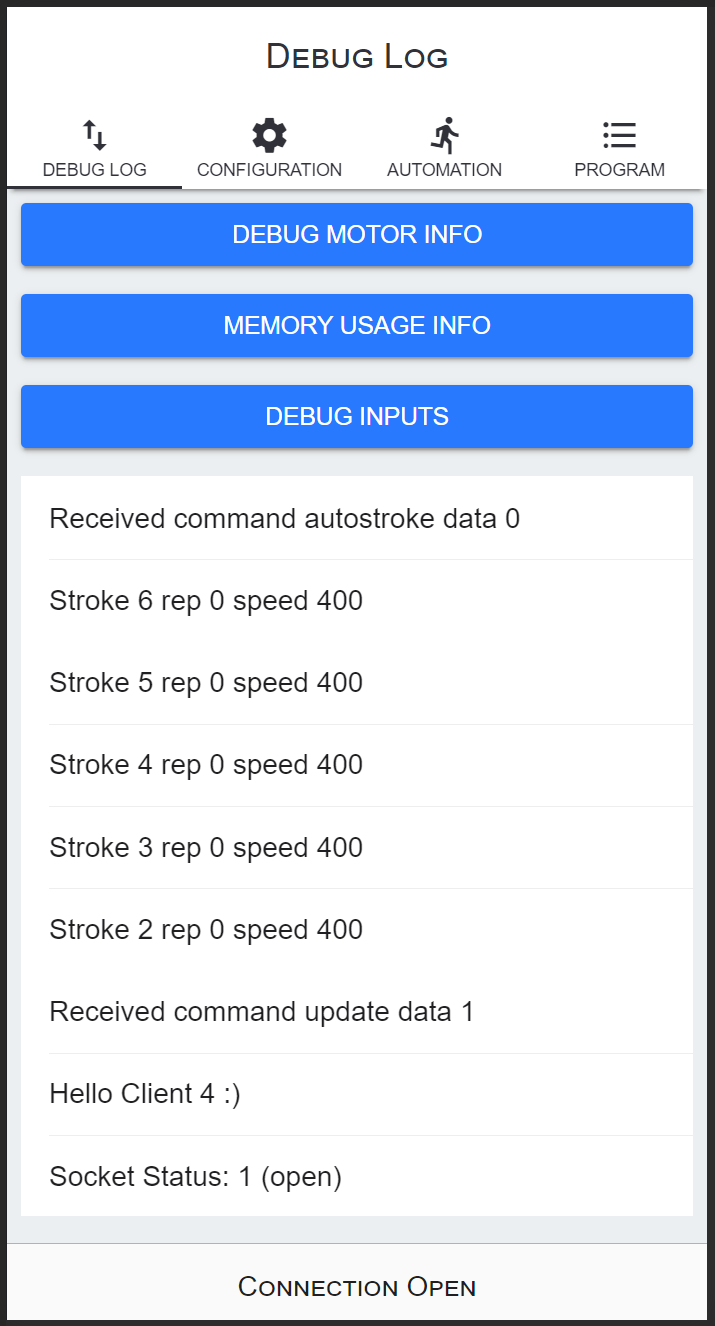 Debug Log
DEBUG LOG
CONFIGURATION
AUTOMATION
PROGRAM
DEBUG MOTOR INFO
MEMORY USAGE INFO
DEBUG INPUTS
Received command autostroke data 0
Stroke 6 rep 0 speed 400
Stroke 5 rep 0 speed 400
Stroke 4 rep 0 speed 400
Stroke 3 rep 0 speed 400
Stroke 2 rep 0 speed 400
Received command update data 1
Hello Client 4 :)
Socket Status: 1 (open)
Connection Open